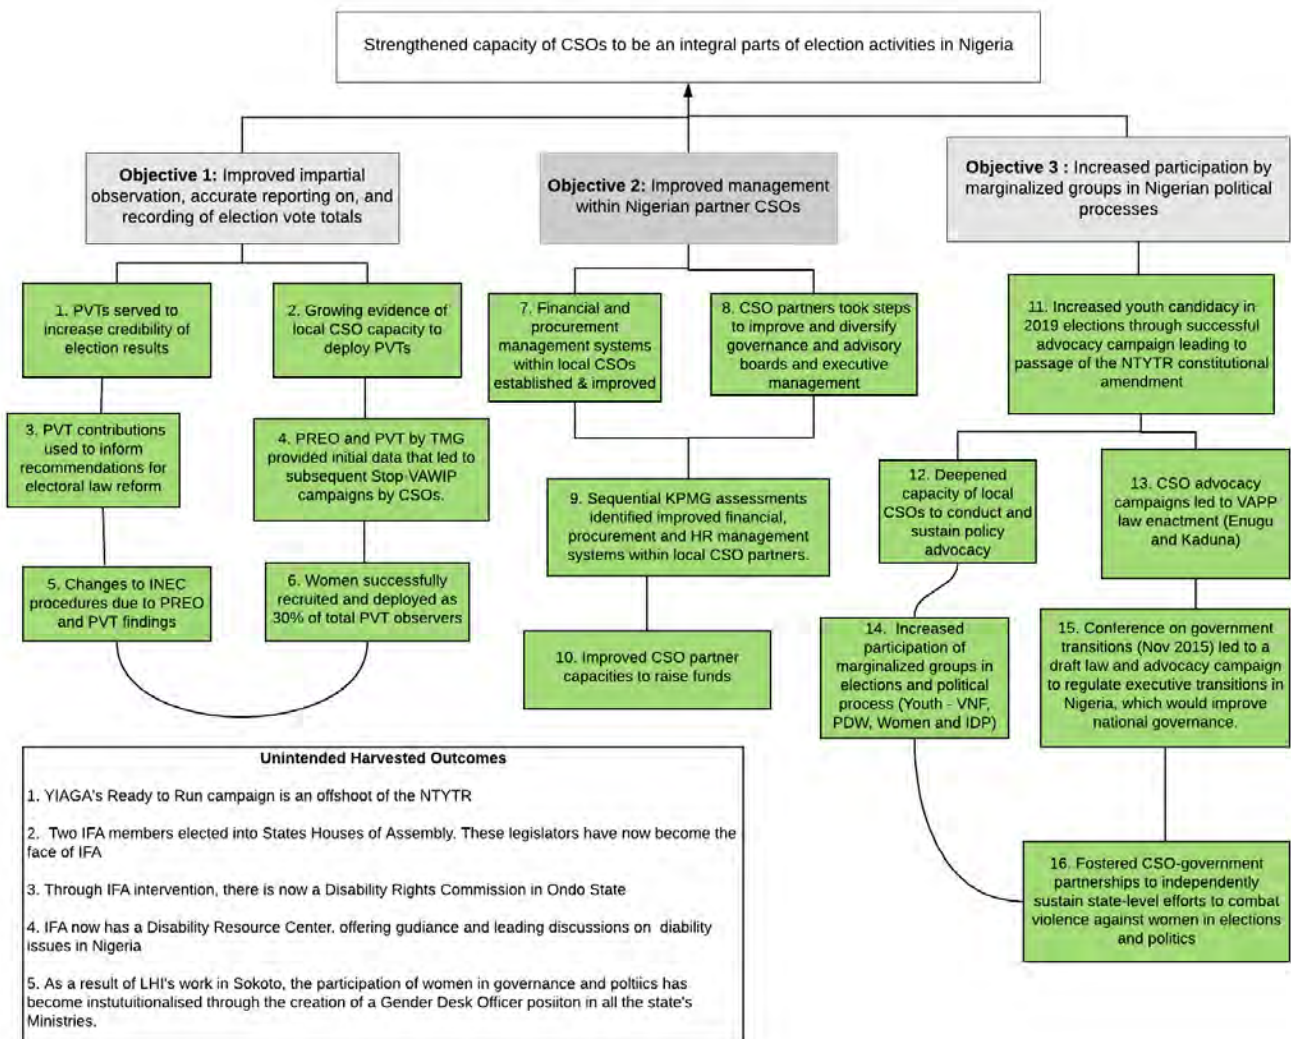 Strengthened capacity of CSOs to be an integral parts of election activities in Nigeria
Objective 1: Improved impartial
observation, accurate reporting on, and
recording of election vote totals
Objective 2: Improved management
within Nigerian partner CSOs
Objective 3 : Increased participation by
marginalized groups in Nigerian political
processes
1. PVTs served to
increase credibility of
election results
2. Growing evidence of
local CSO capacity to
deploy PVTs
3. PVT contributions
used to inform
recommendations for
electoral law reform
4. PREO and PVT by TMG
provided initial data that led to
subsequent Stop-VAWIP
campaigns by CSOs.
5. Changes to INEC
procedures due to PREO
and PVT findings
6. Women successfully
recruited and deployed as
30% of total PVT observers
7. Financial and
procurement
management systems
within local CSOs
established & improved
8. CSO partners took steps
to improve and diversify
governance and advisory
boards and executive
management
9. Sequential KPMG assessments
identified improved financial,
procurement and HR management
systems within local CSO partners.
10. Improved CSO partner
capacities to raise funds
11. Increased youth candidacy in
2019 elections through successful
advocacy campaign leading to
passage of the NTYTR constitutional
amendment
12. Deepened
capacity of local
CSOs to conduct and
sustain policy
advocacy
13. CSO advocacy
campaigns led to VAPP
law enactment (Enugu
and Kaduna)
14. Increased
participation of
marginalized groups in
elections and political
process (Youth - VNF,
PDW, Women and IDP)
15. Conference on government
transitions (Nov 2015) led to a
draft law and advocacy campaign
to regulate executive transitions in
Nigeria, which would improve
national governance.
16. Fostered CSO-government
partnerships to independently
sustain state-level efforts to combat
violence against women in elections
and politics
Unintended Harvested Outcomes
1. YIAGA's Ready to Run campaign is an offshoot of the NTYTR
2. Two IFA members elected into States Houses of Assembly. These legislators have now become the
face of IFA
3. Through IFA intervention, there is now a Disability Rights Commission in Ondo State
4. IFA now has a Disability Resource Center. offering gudiance and leading discussions on diability
issues in Nigeria
5. As a result of LHI's work in Sokoto, the participation of women in governance and poltiics has
become instutuitionalised through the creation of a Gender Desk Officer posiiton in all the state's
Ministries.